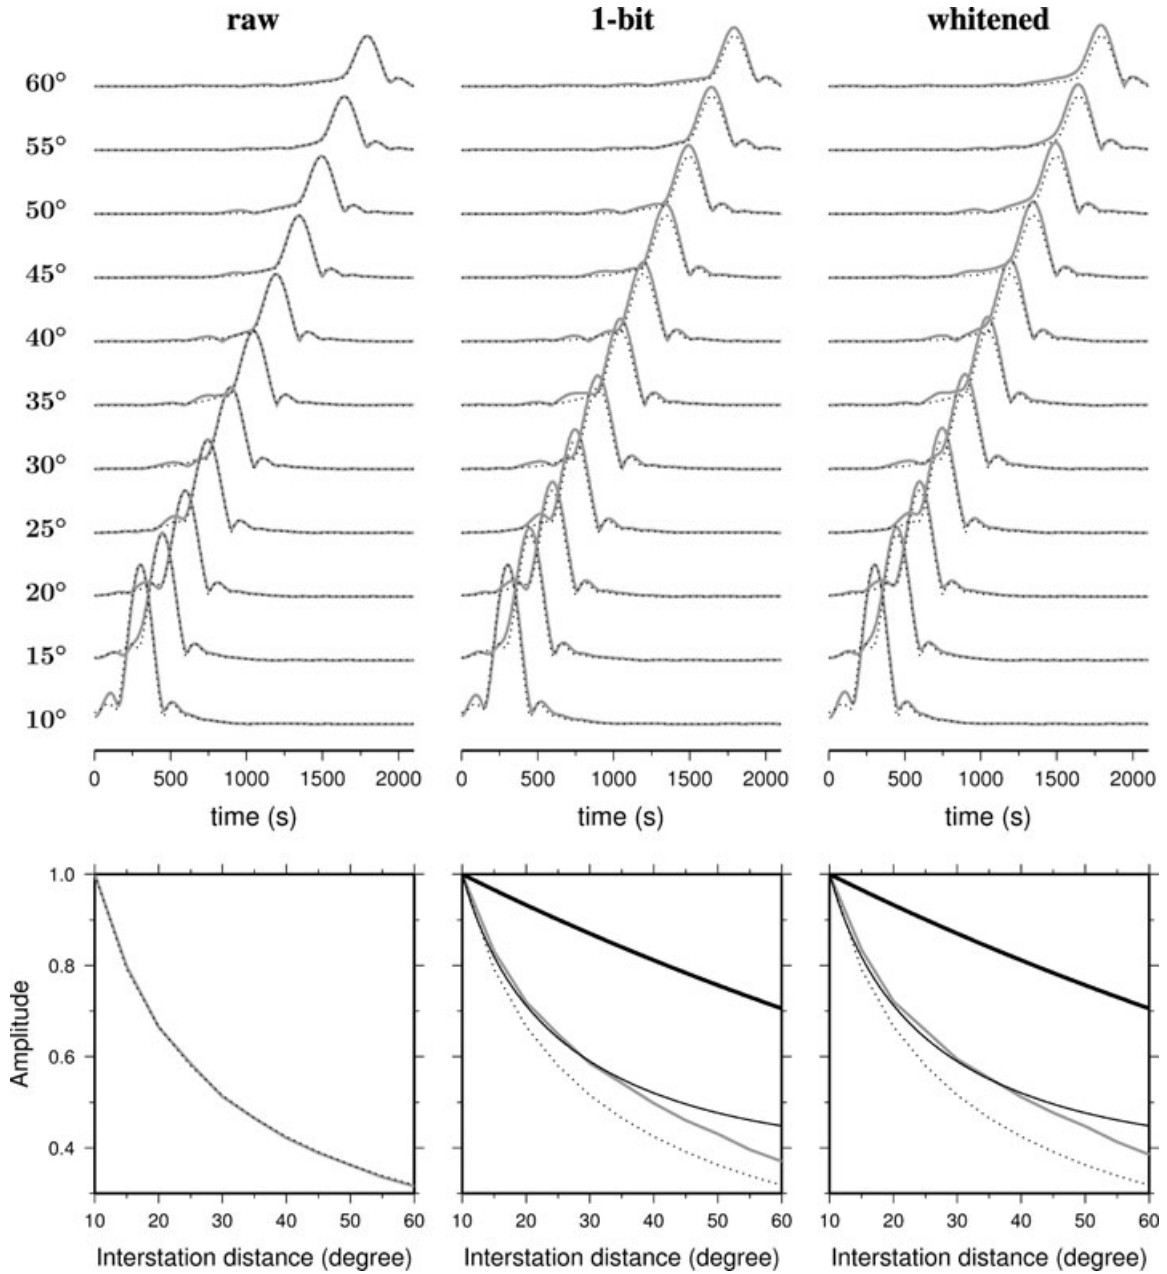 raw 1-bit whitened
60°
55°
50°
45°
40°
35°
30°
25°
20°
15°
10°
0 500 1000 1500 2000 0 500 1000 1500 2000 0 500 1000 1500 2000
time (s) time (s) time (s)
1.0
0.8
0.6
0.4
Amplitude
10 20 30 40 50 60 10 20 30 40 50 60 10 20 30 40 50 60
Interstation distance (degree) Interstation distance (degree) Interstation distance (degree)